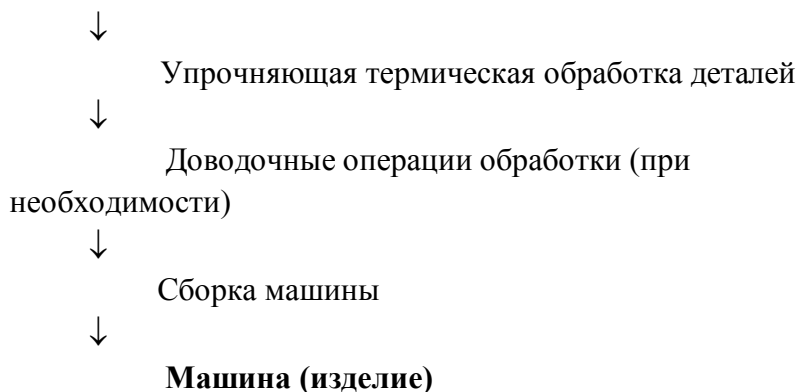 ↓
Упрочняющая термическая обработка деталей
↓
Доводочные операции обработки (при
необходимости)
↓
Сборка машины
↓
Машина (изделие)